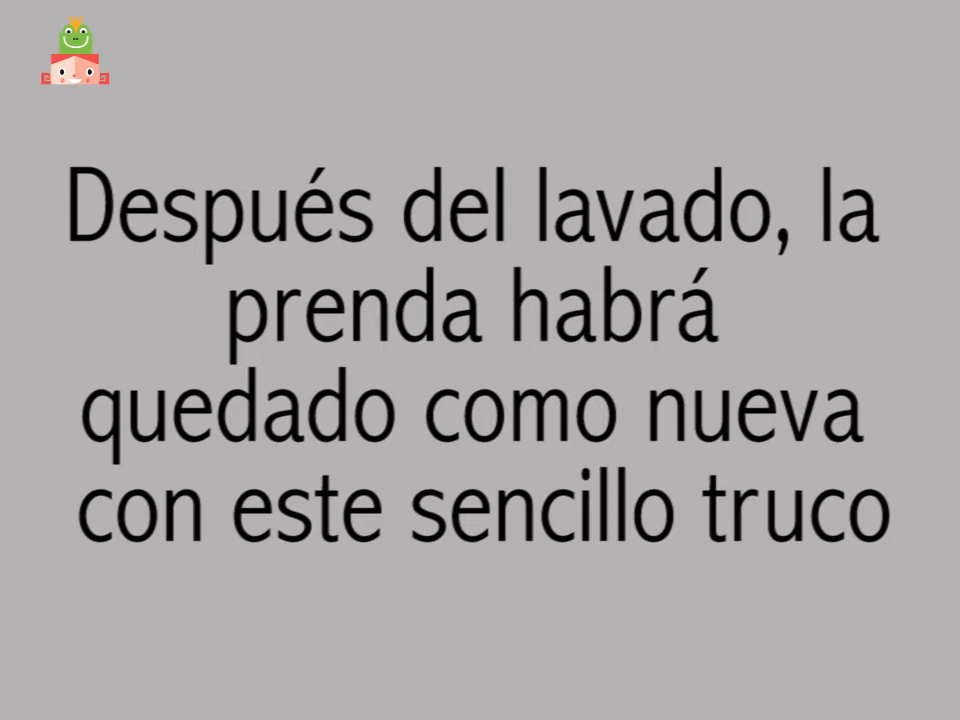 Después del lavado, la
prenda habrá
quedado como nueva
con este sencillo truco